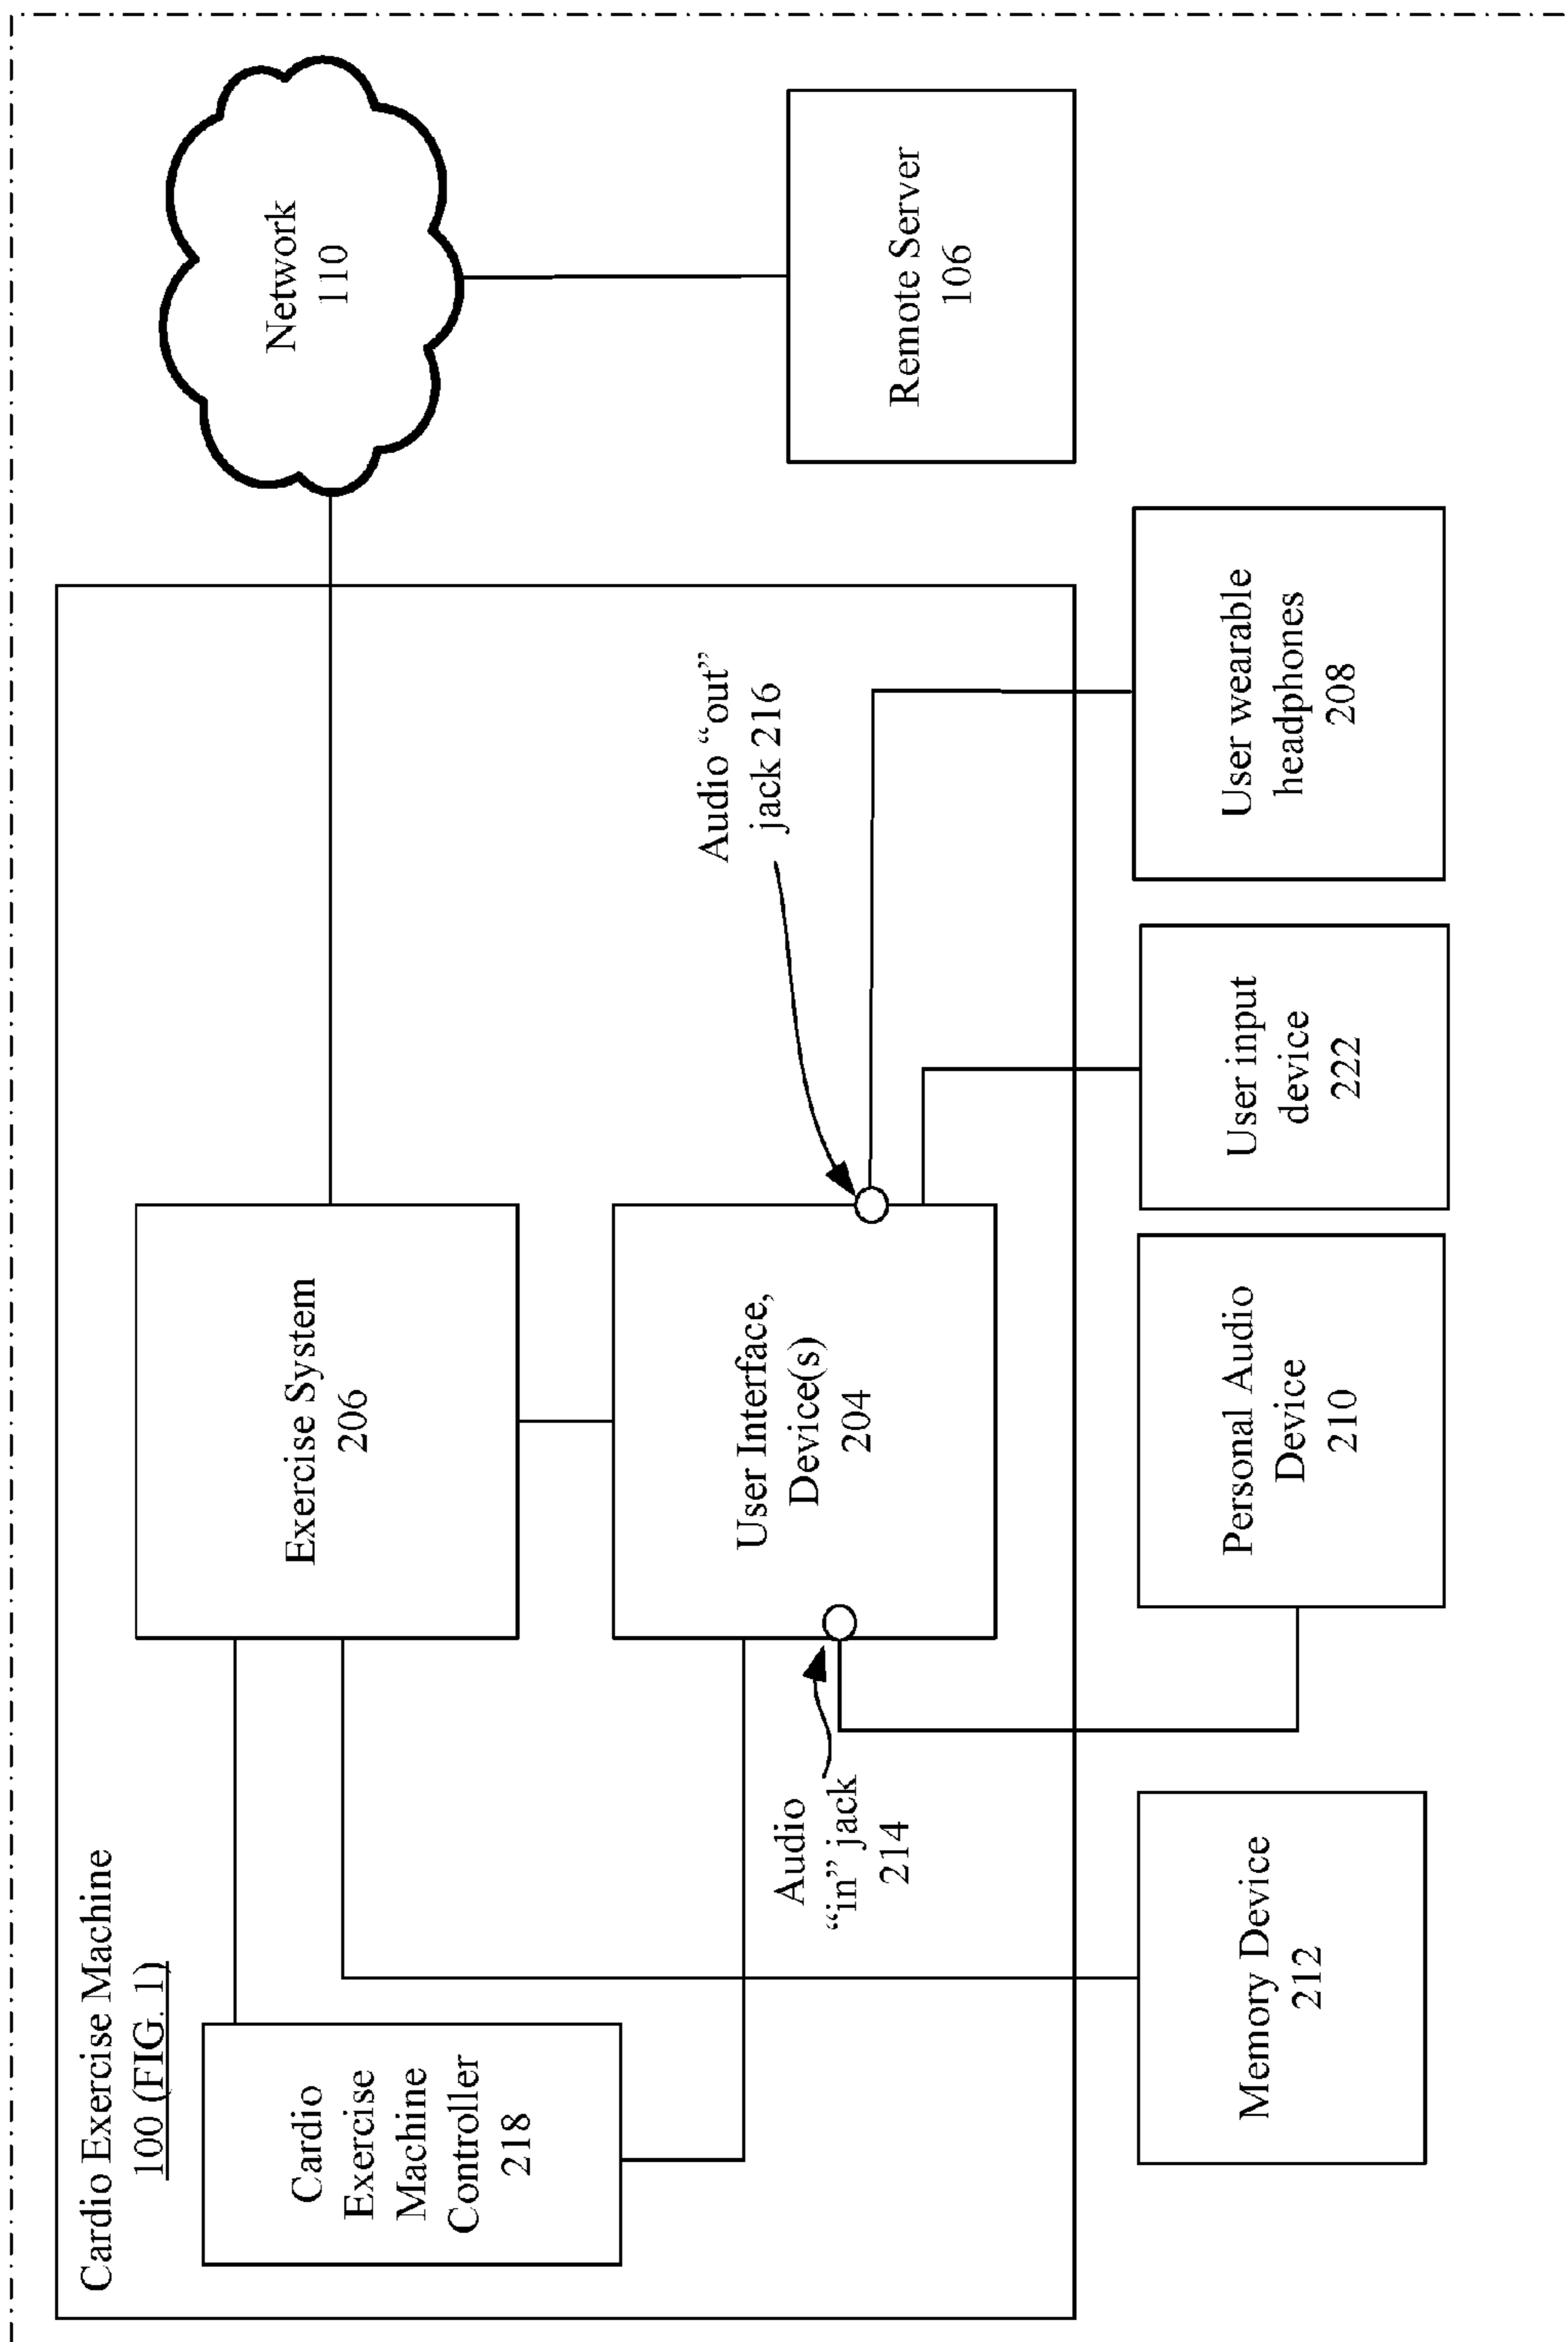 Cardio Exercise Machine
100 (FIG. 1)
Cardio
Exercise
Machine
Controller
218
Exercise System
206
Network
110
User Interface,
Device(s)
204
Audio
“in” jack
214
Audio “out”
jack 216
Remote Server
106
Memory Device
212
Personal Audio
Device
210
User input
device
222
User wearable
headphones
208